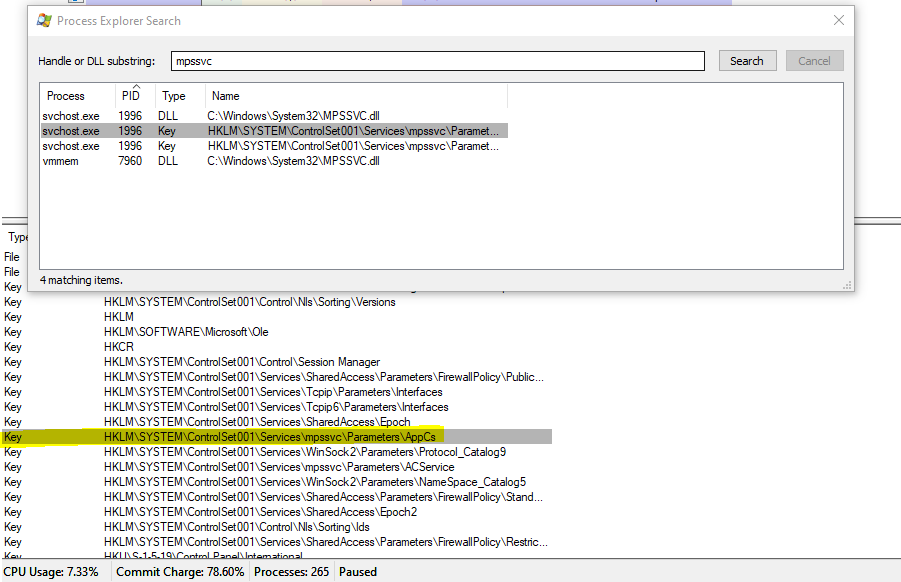 Process Explorer Search
Handle or DLL substring: mpssvc Search Cancel
Process PID Type Name
svchost.exe 1996 DLL C:\Windows\System32\MPSSVC.dll
svchost.exe 1996 Key HKLM\SYSTEM\ControlSet001\Services\mpssvc\Paramet...
svchost.exe 1996 Key HKLM\SYSTEM\ControlSet001\Services\mpssvc\Paramet...
vmmem 7960 DLL C:\Windows\System32\MPSSVC.dll
4 matching items.
Type
File
File
Key
Key HKLM\SYSTEM\ControlSet001\Control\Nls\Sorting\Versions
Key HKLM
Key HKLM\SOFTWARE\Microsoft\Ole
Key HKCR
Key HKLM\SYSTEM\ControlSet001\Control\Session Manager
Key HKLM\SYSTEM\ControlSet001\Services\SharedAccess\Parameters\FirewallPolicy\Public...
Key HKLM\SYSTEM\ControlSet001\Services\Tcpip\Parameters\Interfaces
Key HKLM\SYSTEM\ControlSet001\Services\Tcpip6\Parameters\Interfaces
Key HKLM\SYSTEM\ControlSet001\Services\SharedAccess\Epoch
Key HKLM\SYSTEM\ControlSet001\Services\mpssvc\Parameters\AppCs
Key HKLM\SYSTEM\ControlSet001\Services\WinSock2\Parameters\Protocol_Catalog9
Key HKLM\SYSTEM\ControlSet001\Services\mpssvc\Parameters\ACService
Key HKLM\SYSTEM\ControlSet001\Services\WinSock2\Parameters\NameSpace_Catalog5
Key HKLM\SYSTEM\ControlSet001\Services\SharedAccess\Parameters\FirewallPolicy\Stand...
Key HKLM\SYSTEM\ControlSet001\Services\SharedAccess\Epoch2
Key HKLM\SYSTEM\ControlSet001\Control\Nls\Sorting\Ids
Key HKLM\SYSTEM\ControlSet001\Services\SharedAccess\Parameters\FirewallPolicy\Restric...
Key HKU\S-1-5-19\Control Panel\International
CPU Usage: 7.33% Commit Charge: 78.60% Processes: 265 Paused